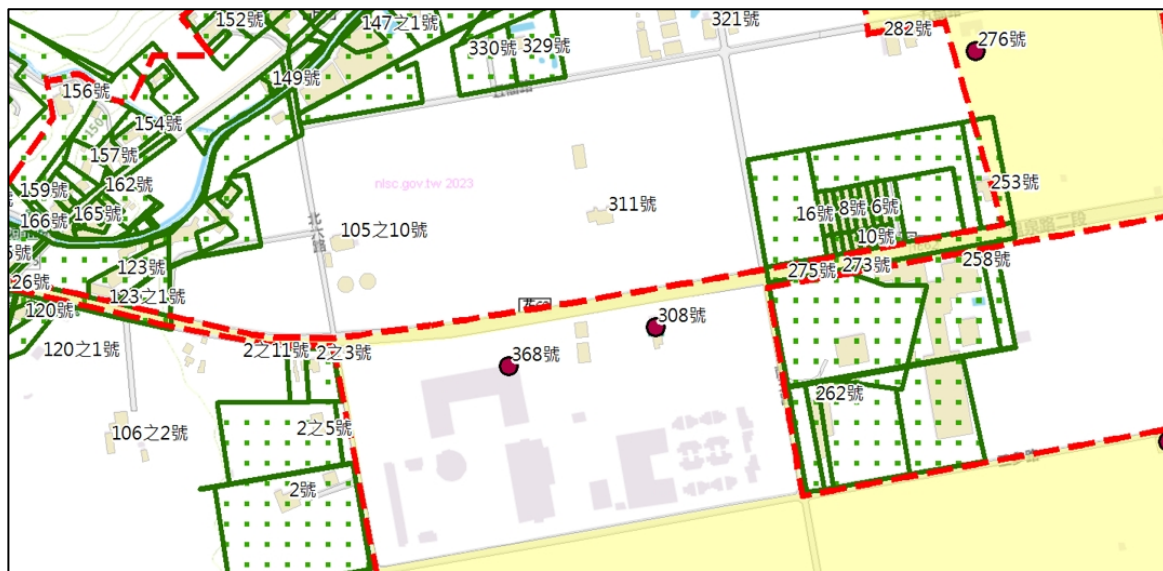 152號
147之1號
321號
282號
276號
330號
329號
149號
156號
154號
150
157號
nlsc.gov.tw 2023
159號
162號
253號
166號
165號
311號
16號
8號
6號
105之10號
10號
123號
275號
273號
258號
26號
123之1號
120號
308號
120之1號
2之11號
2之3號
368號
262號
106之2號
2之5號
2號